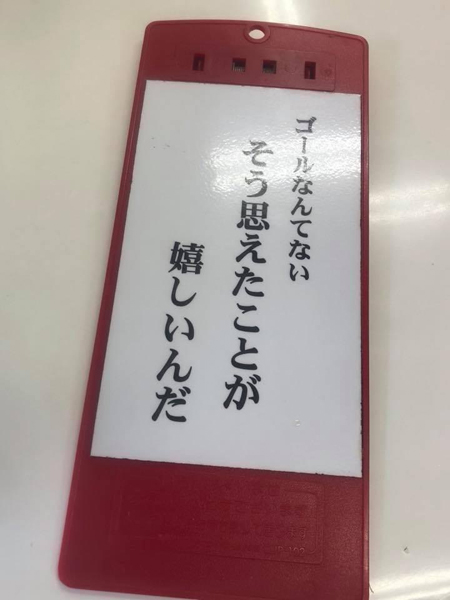 ゴールなんてない
そう思えたことが
嬉しいんだ